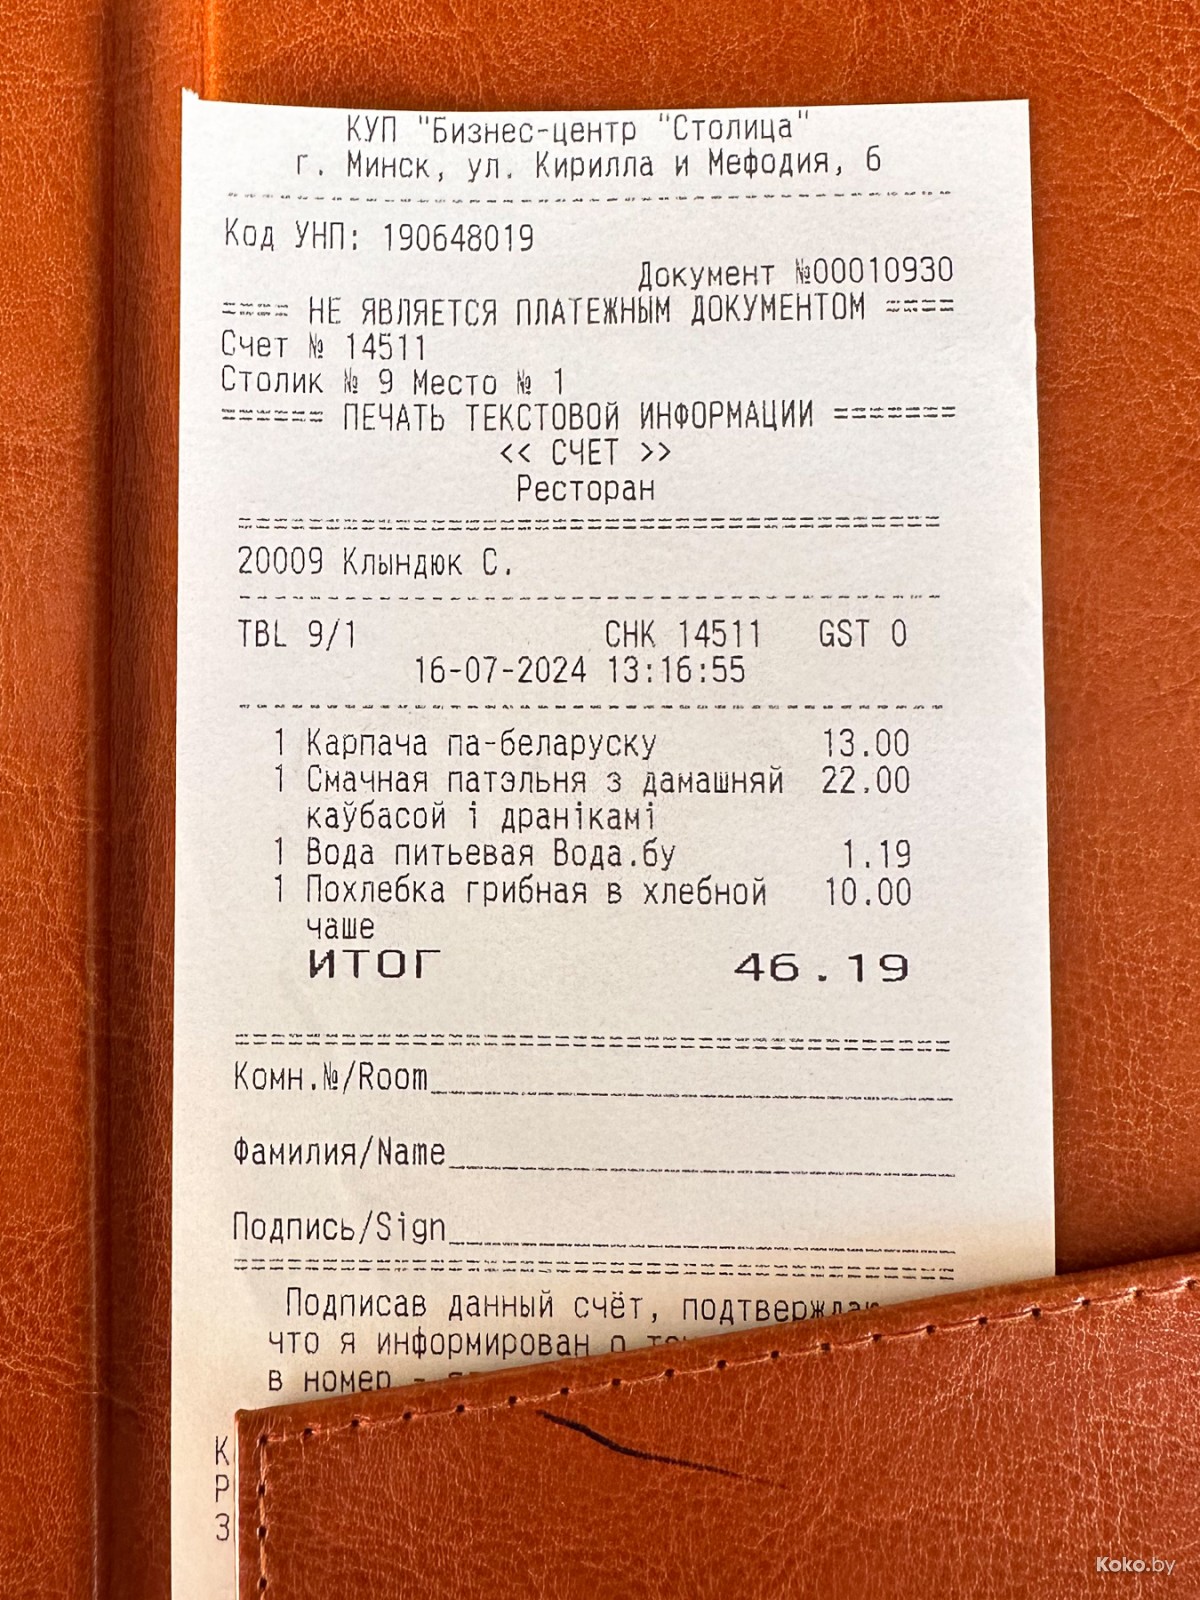 КУП "Бизнес-центр "Столица"
г. Минск, ул. Кирилла и Мефодия, 6
Код УНП: 190648019
Документ №00010930
==== НЕ ЯВЛЯЕТСЯ ПЛАТЕЖНЫМ ДОКУМЕНТОМ ====
Счет № 14511
Столик № 9 Место № 1
====== ПЕЧАТЬ ТЕКСТОВОЙ ИНФОРМАЦИИ =======
<< СЧЕТ >>
Ресторан
20009 Клындюк С.
TBL 9/1 CHK 14511 GST 0
16-07-2024 13:16:55
1 Карпача па-беларуску 13.00
1 Смачная патэльня з дамашняй 22.00
каўбасой і дранікамі
1 Вода питьевая Вода.бу 1.19
1 Похлебка грибная в хлебной 10.00
чаше
ИТОГ 46.19
Комн.№/Room
Фамилия/Name
Подпись/Sign
Подписав данный счёт,
что я информирован о
в номер -
К
Р
З
Koko.by